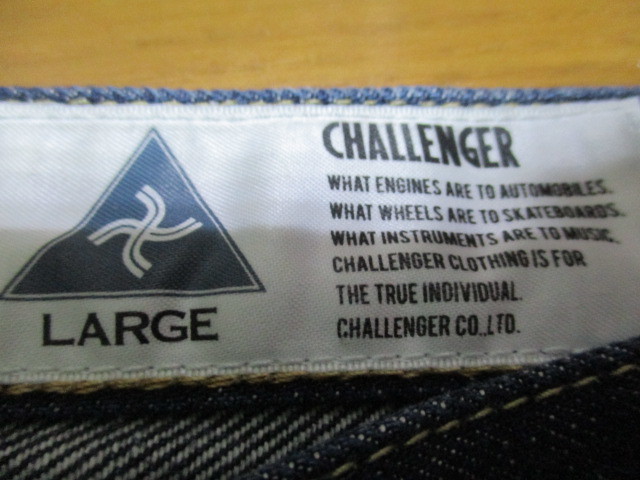 LARGE
CHALLENGER
WHAT ENGINES ARE TO AUTOMOBILES.
WHAT WHEELS ARE TO SKATEBOARDS.
WHAT INSTRUMENTS ARE TO MUSIC.
CHALLENGER CLOTHING IS FOR
THE TRUE INDIVIDUAL.
CHALLENGER CO.,LTD.